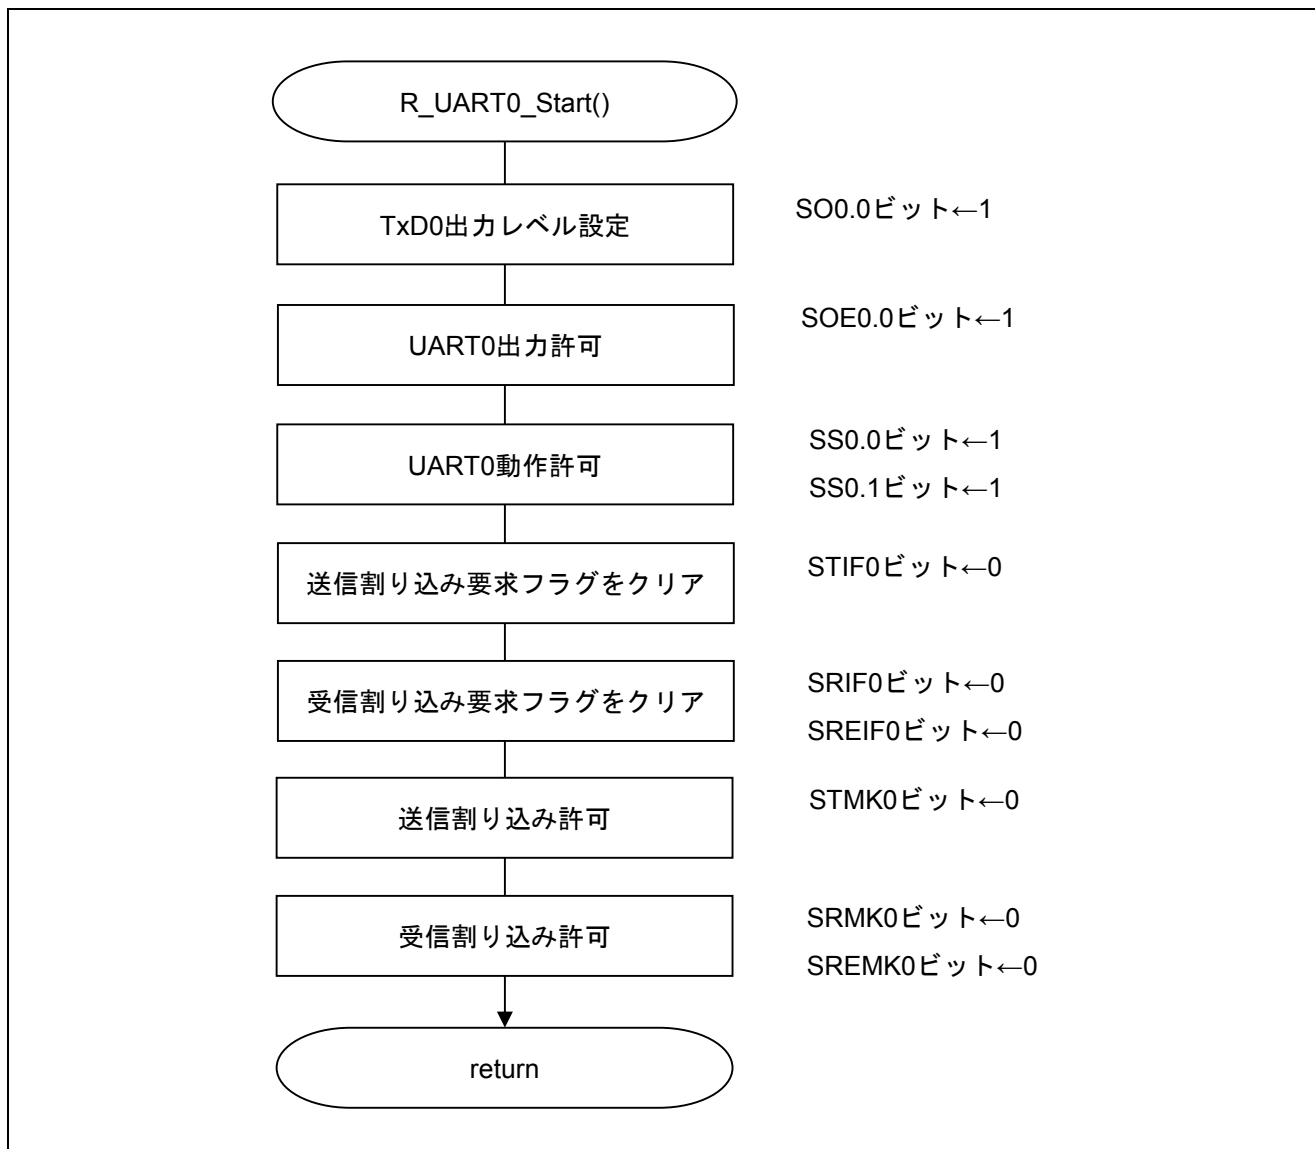 R_UART0_Start()
TxD0出力レベル設定
SO0.0ビット←1
UART0出力許可
SOE0.0ビット←1
UART0動作許可
SS0.0ビット←1
SS0.1ビット←1
送信割り込み要求フラグをクリア
STIF0ビット←0
受信割り込み要求フラグをクリア
SRIF0ビット←0
SREIF0ビット←0
送信割り込み許可
STMK0ビット←0
受信割り込み許可
SRMK0ビット←0
SREMK0ビット←0
return